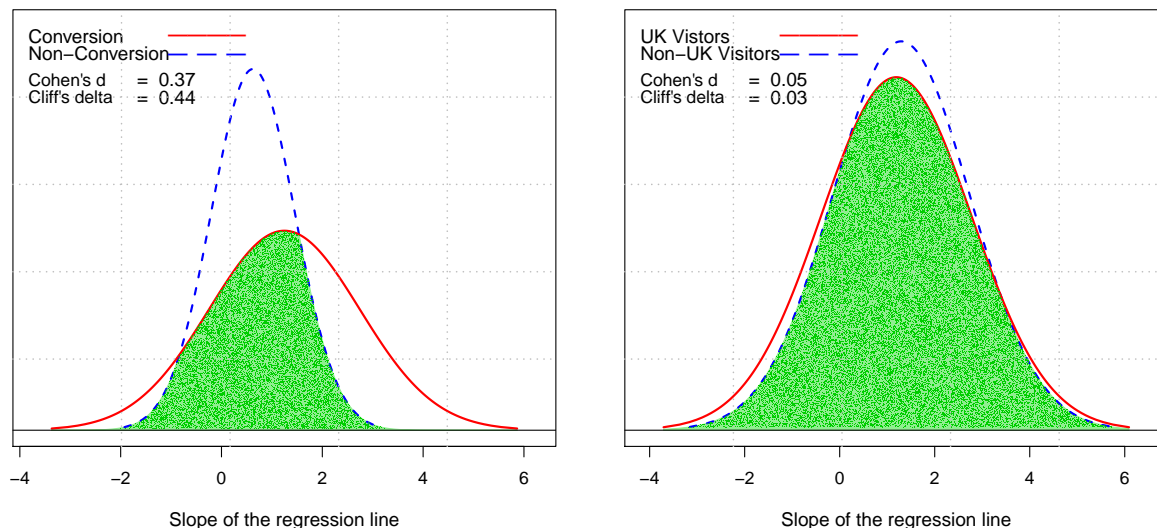 Conversion
Non−Conversion
Cohen's d = 0.37
Cliff's delta = 0.44
−4 −2 0 2 4 6
Slope of the regression line
UK Vistors
Non−UK Visitors
Cohen's d = 0.05
Cliff's delta = 0.03
−4 −2 0 2 4 6
Slope of the regression line